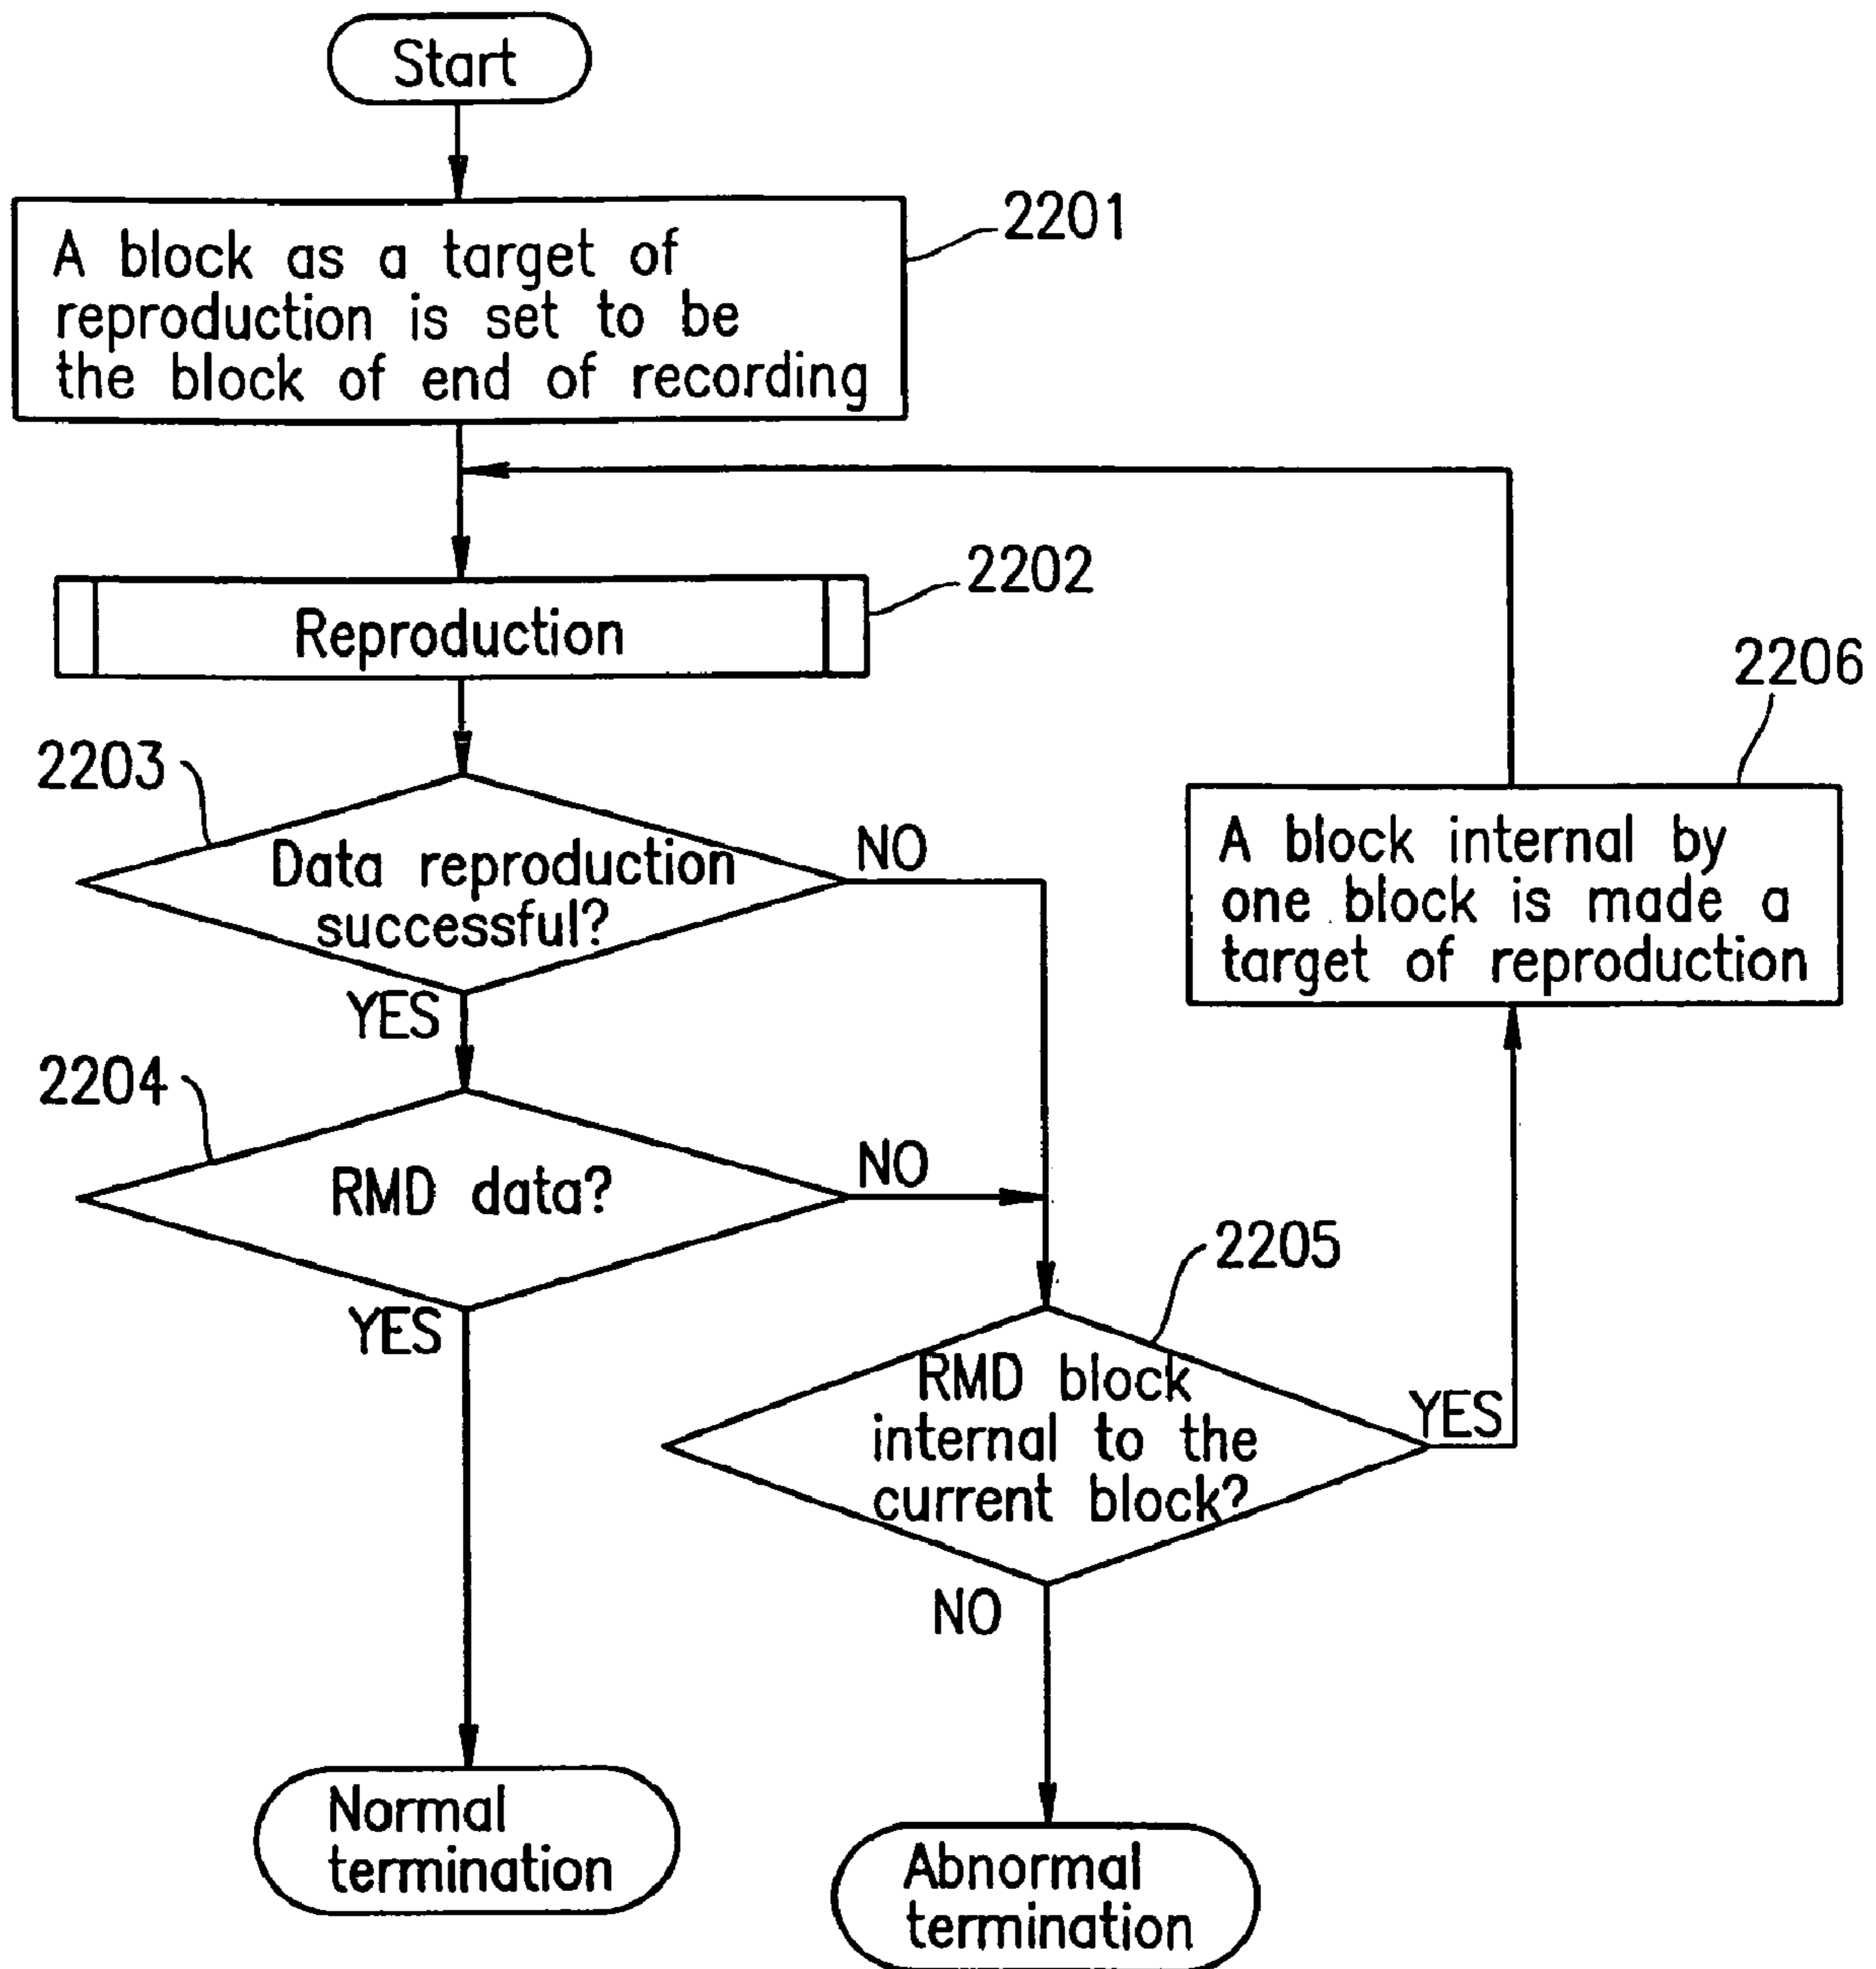 Start
2201
A block as a target of
reproduction is set to be
the block of end of recording
2202
Reproduction
2206
2203
NO
A block internal by
one block is made a
target of reproduction
Data reproduction
successful?
YES
2204
NO
RMD data?
2205
YES
RMD block
internal to the
current block?
YES
NO
Normal
termination
Abnormal
termination